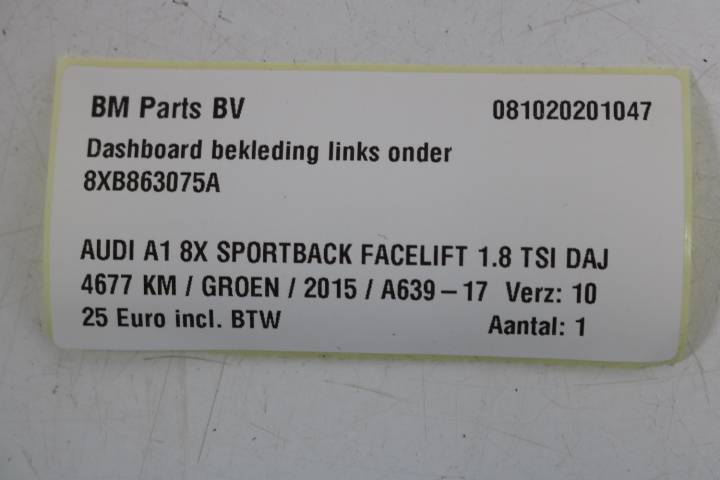 BM Parts BV 081020201047
Dashboard bekleding links onder
8XB863075A
AUDI A1 8X SPORTBACK FACELIFT 1.8 TSI DAJ
4677 KM / GROEN / 2015 / A639 – 17 Verz: 10
25 Euro incl. BTW Aantal: 1